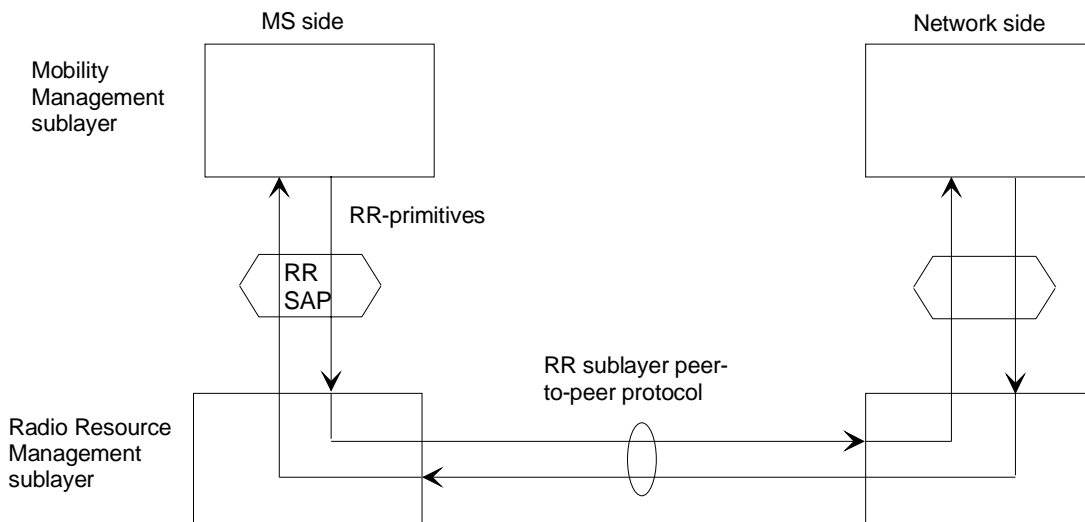 MS side
Network side
Mobility
Management
sublayer
RR-primitives
RR
SAP
RR sublayer peer-
to-peer protocol
Radio Resource
Management
sublayer